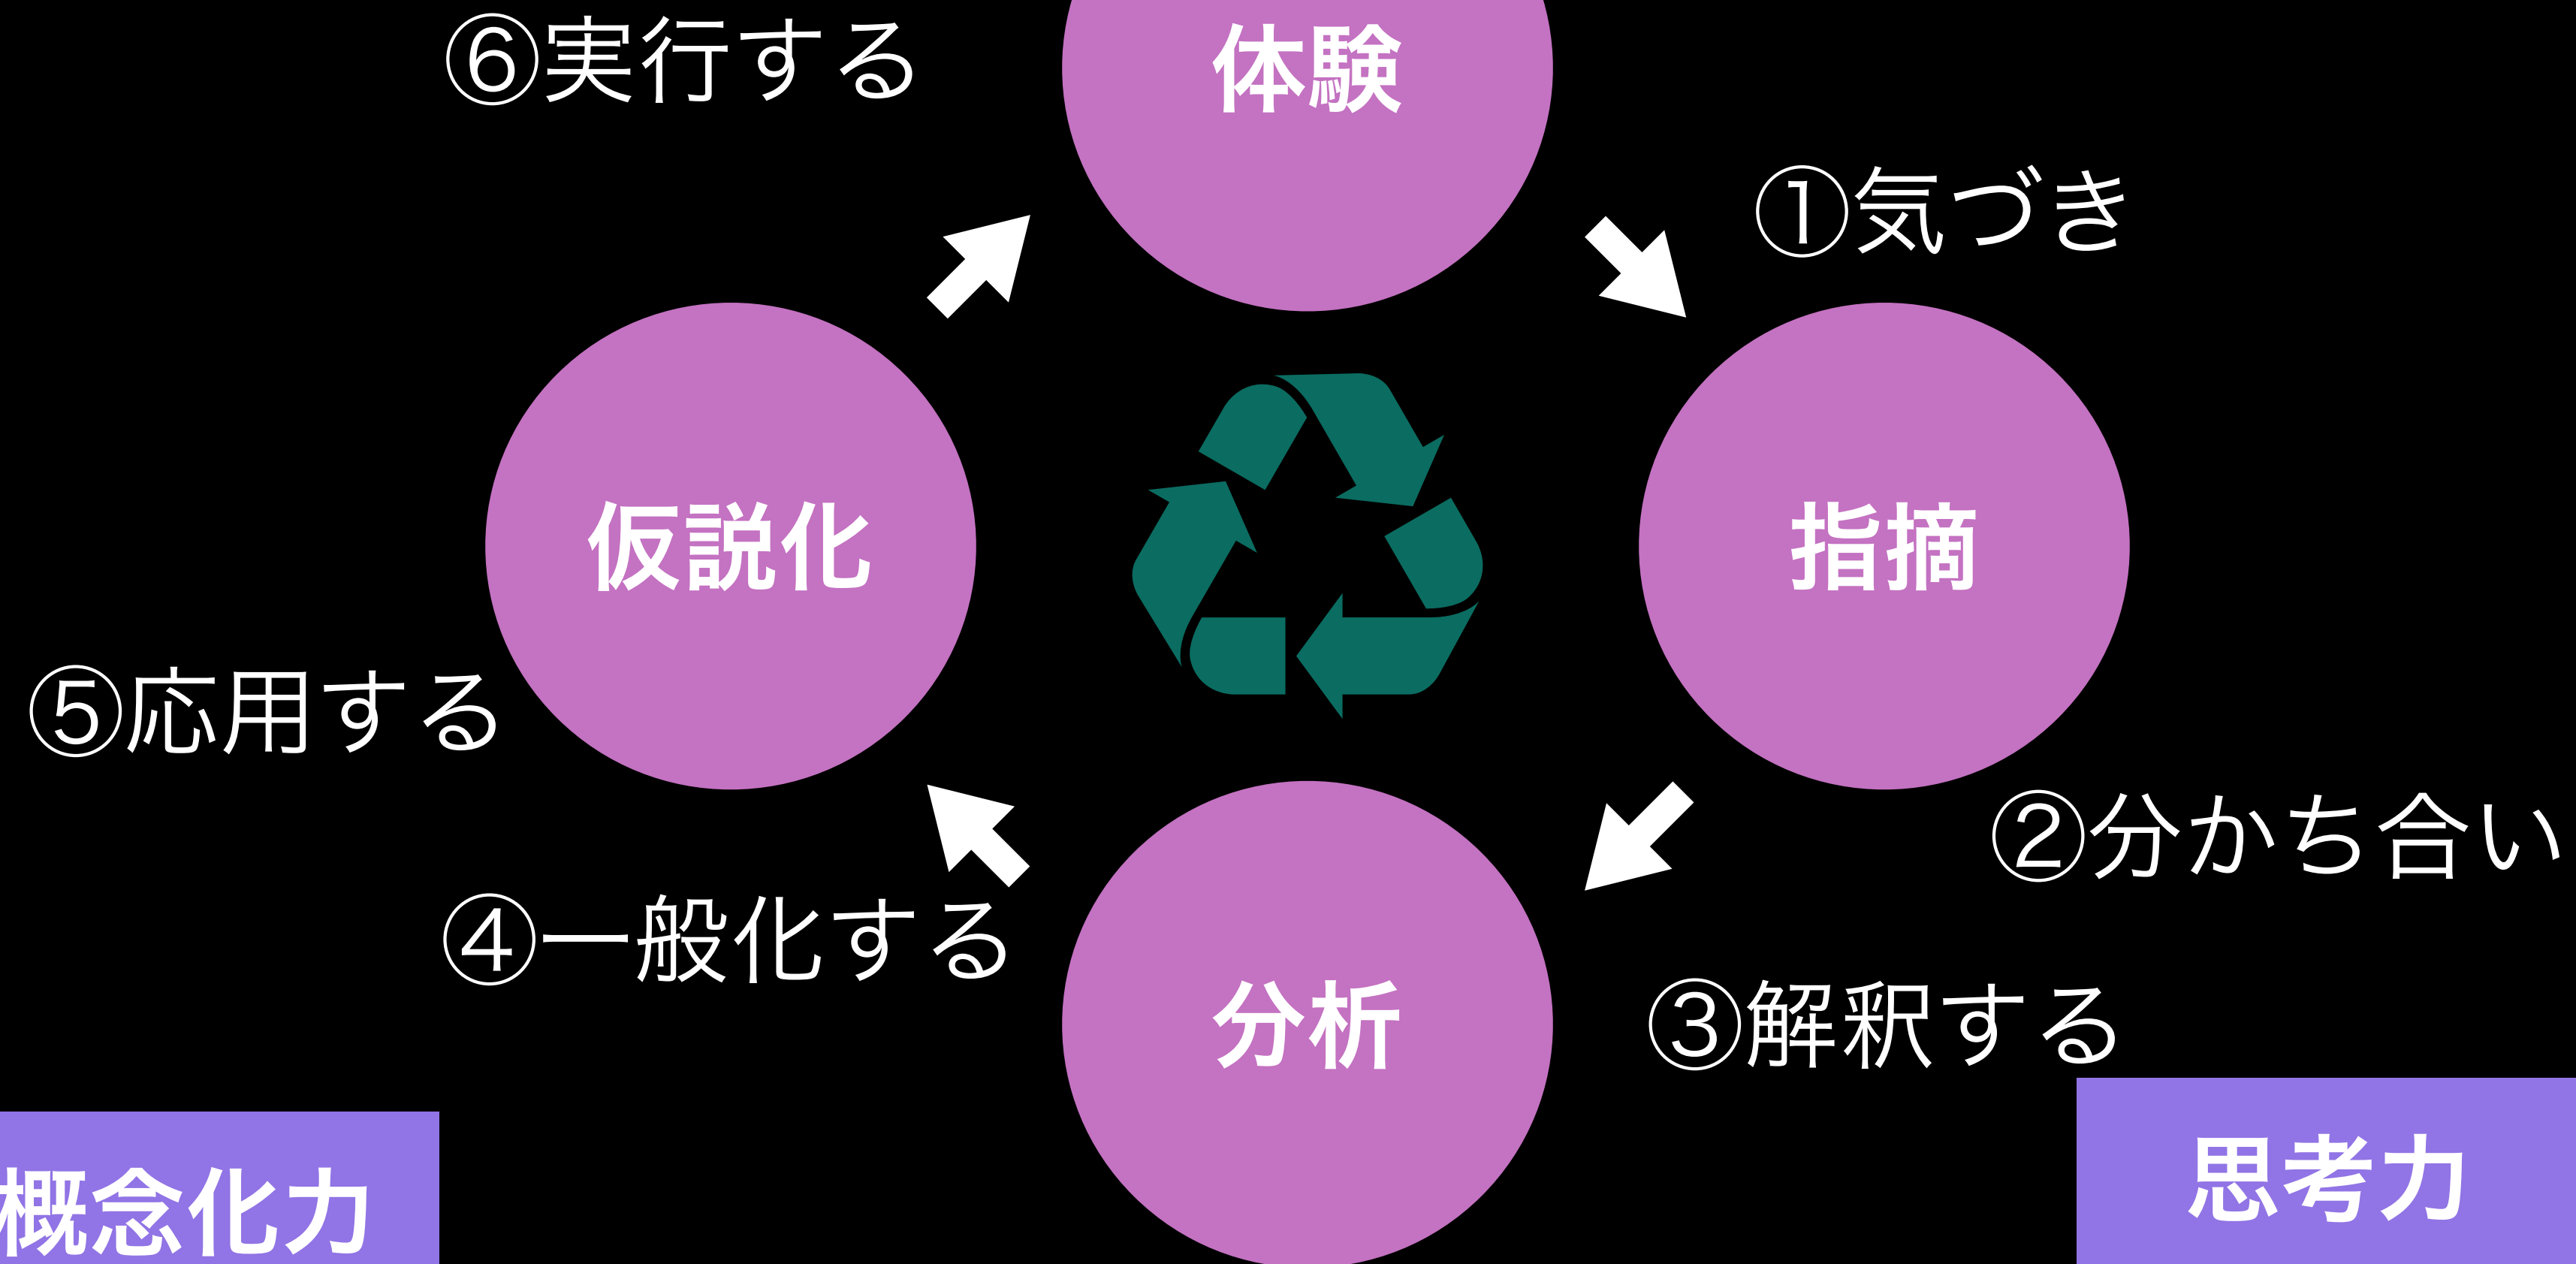 ⑥実行する
体験
①気づき
仮説化
指摘
⑤応用する
②分かち合い
④一般化する
分析
③解釈する
概念化力
思考力